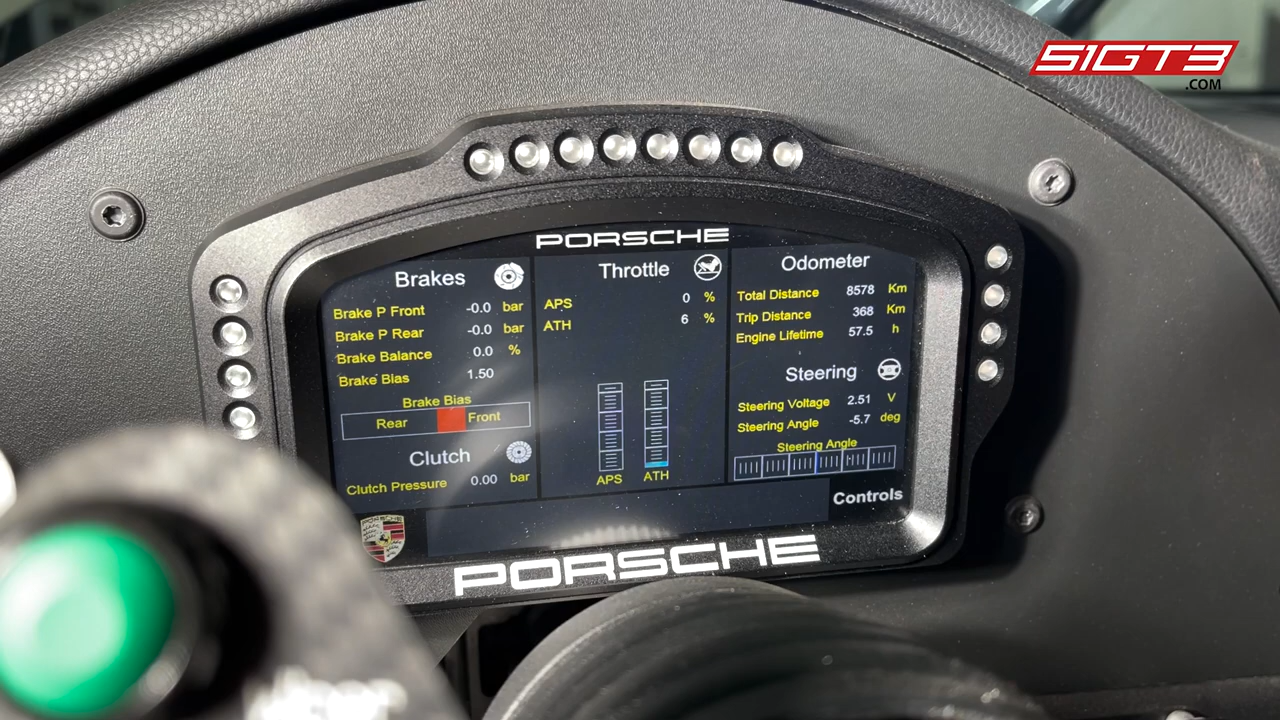 51GT3
.COM
PORSCHE
Brakes
Brake P Front -0.0 bar
Brake P Rear -0.0 bar
Brake Balance 0.0 %
Brake Bias 1.50
Brake Bias
Rear Front
Clutch
Clutch Pressure 0.00 bar
Throttle
APS 0 %
ATH 6 %
APS ATH
Odometer
Total Distance 8578 Km
Trip Distance 368 Km
Engine Lifetime 57.5 h
Steering
Steering Voltage 2.51 V
Steering Angle -5.7 deg
Steering Angle
Controls
PORSCHE
PORSCHE